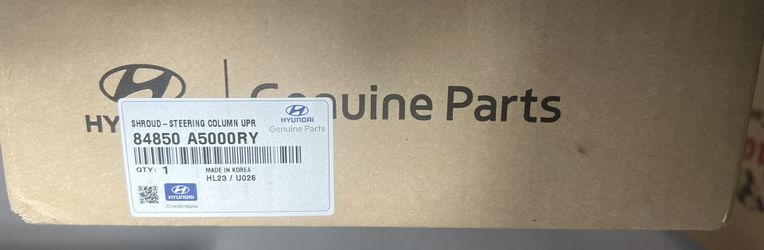 HY
Genuine Parts
SHROUD-STEERING COLUMN UPR
HYUNDAI
Genuine Parts
84850 A5000RY
QTY: 1
MADE IN KOREA
HL23 / U026
HYUNDAI